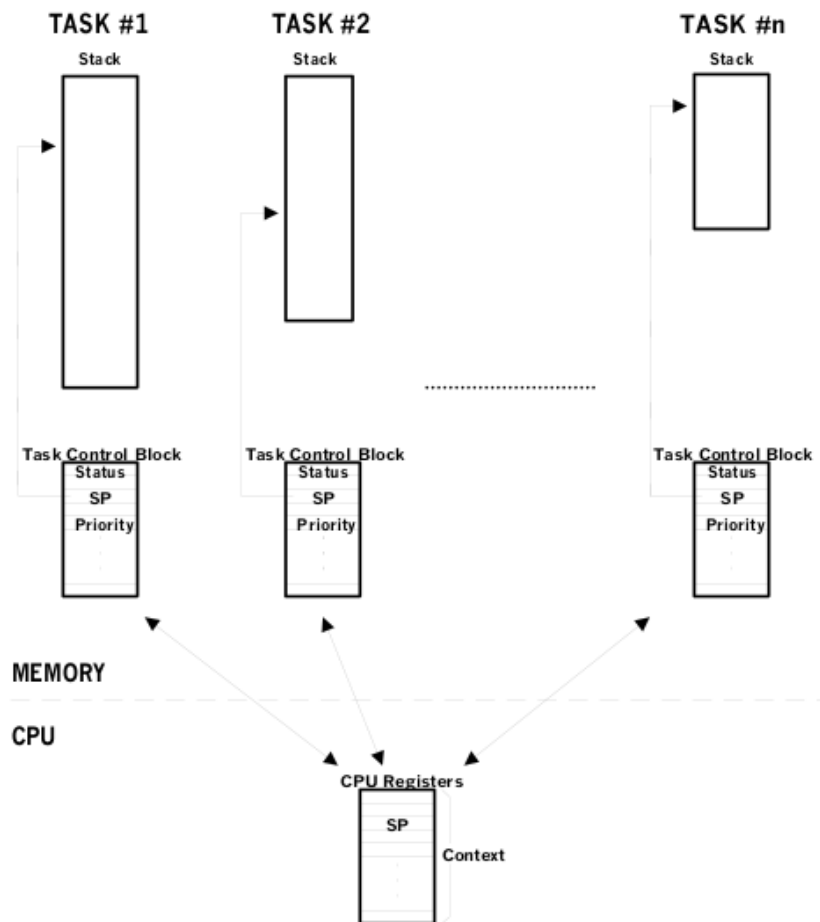 TASK #1
TASK #2
TASK #n
Stack
Stack
Stack
Task Control Block
Task Control Block
Task Control Block
Status
Status
Status
SP
SP
SP
Priority
Priority
Priority
MEMORY
CPU
CPU Registers
SP
Context